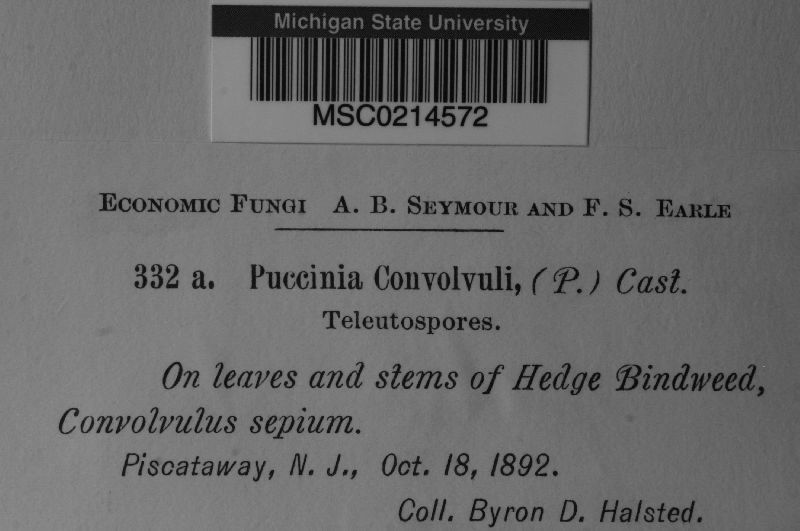 Michigan State University
MSC0214572
Economic Fungi A. B. Seymour and F. S. Earle
332 a. Puccinia Convolvuli, (P.) Cast.
Teleutospores.
On leaves and stems of Hedge Bindweed,
Convolvulus sepium.
Piscataway, N. J., Oct. 18, 1892.
Coll. Byron D. Halsted.